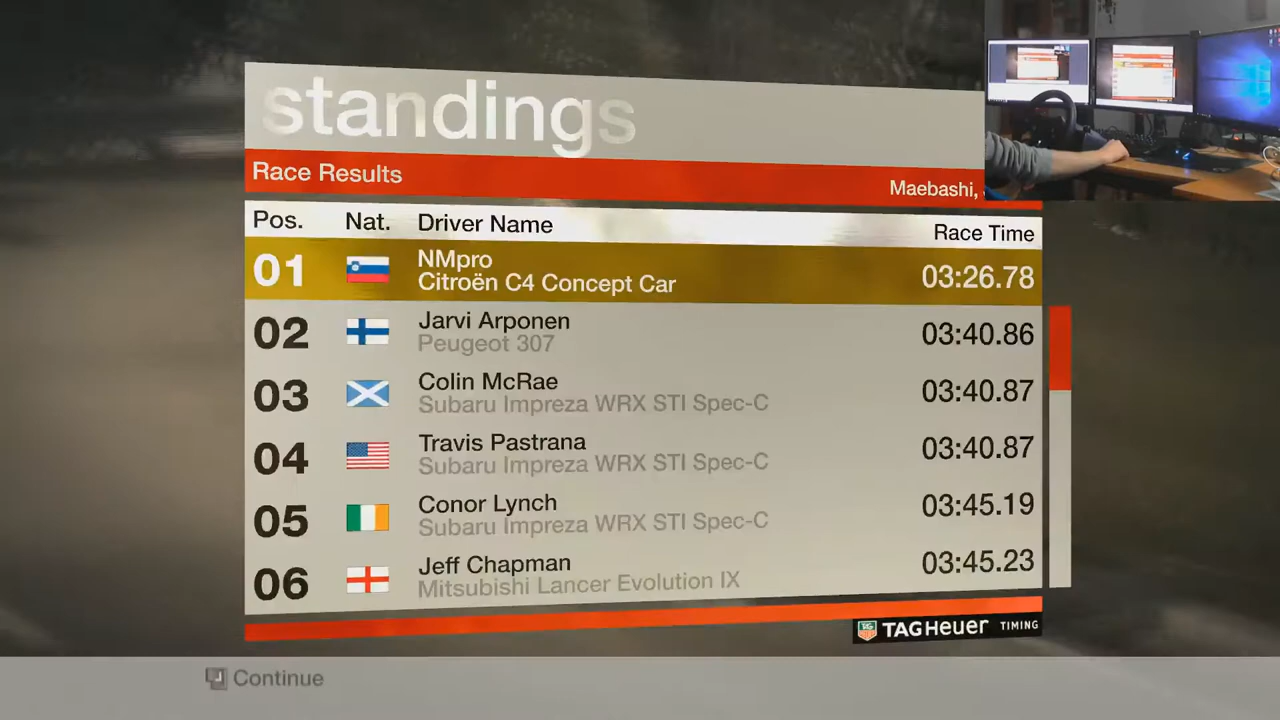 standings
Race Results
Maebashi,
Pos. Nat. Driver Name Race Time
01 NMpro 03:26.78
Citroën C4 Concept Car
02 Jarvi Arponen 03:40.86
Peugeot 307
03 Colin McRae 03:40.87
Subaru Impreza WRX STI Spec-C
04 Travis Pastrana 03:40.87
Subaru Impreza WRX STI Spec-C
05 Conor Lynch 03:45.19
Subaru Impreza WRX STI Spec-C
06 Jeff Chapman 03:45.23
Mitsubishi Lancer Evolution IX
TAG HEUER TAGHeuer TIMING
Continue